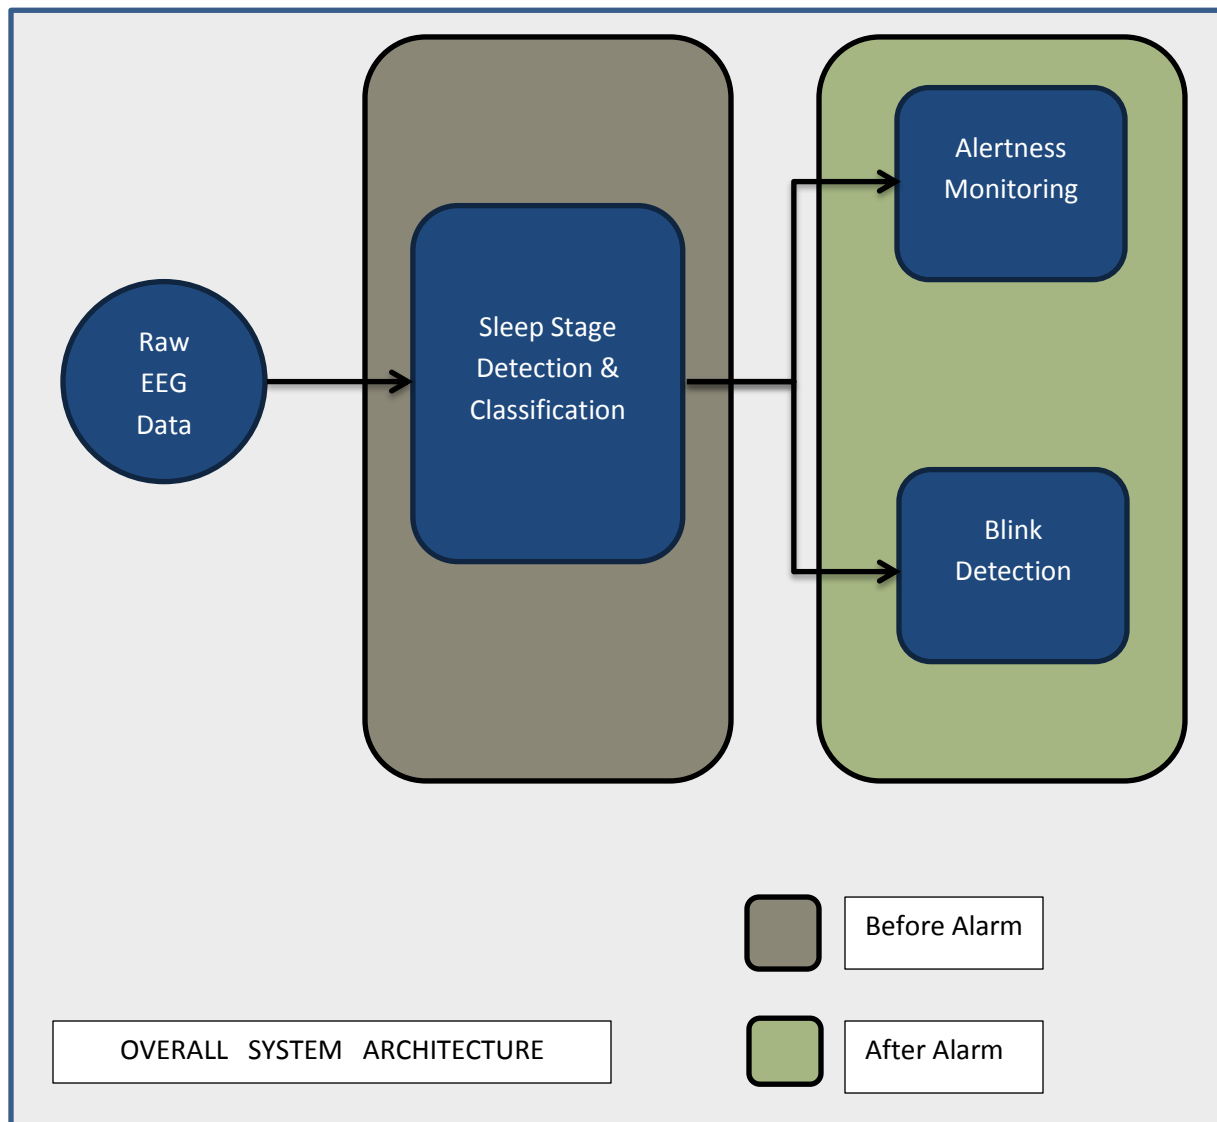 Raw
EEG
Data
Sleep Stage
Detection &
Classification
Alertness
Monitoring
Blink
Detection
Before Alarm
After Alarm
OVERALL SYSTEM ARCHITECTURE